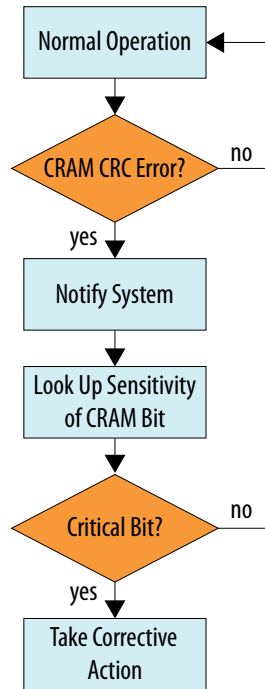 Normal Operation
CRAM CRC Error?
no
yes
Notify System
Look Up Sensitivity
of CRAM Bit
Critical Bit?
no
yes
Take Corrective
Action